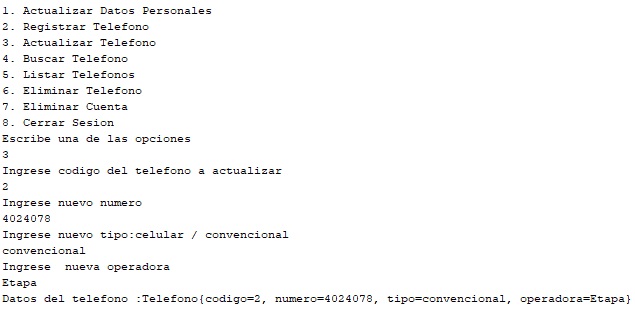 1. Actualizar Datos Personales
2. Registrar Telefono
3. Actualizar Telefono
4. Buscar Telefono
5. Listar Telefonos
6. Eliminar Telefono
7. Eliminar Cuenta
8. Cerrar Sesion
Escribe una de las opciones
3
Ingrese codigo del telefono a actualizar
2
Ingrese nuevo numero
4024078
Ingrese nuevo tipo:celular / convencional
convencional
Ingrese  nueva operadora
Etapa
Datos del telefono :Telefono{codigo=2, numero=4024078, tipo=convencional, operadora=Etapa}